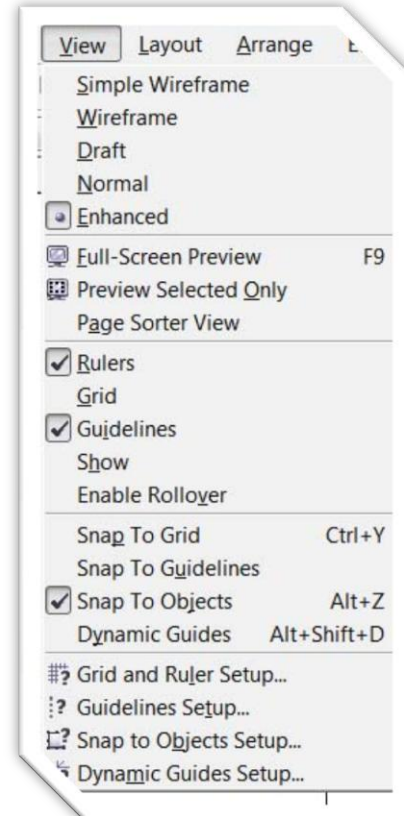 View Layout Arrange
Simple Wireframe
Wireframe
Draft
Normal
Enhanced
Full-Screen Preview F9
Preview Selected Only
Page Sorter View
Rulers
Grid
Guidelines
Show
Enable Rollover
Snap To Grid Ctrl+Y
Snap To Guidelines
Snap To Objects Alt+Z
Dynamic Guides Alt+Shift+D
Grid and Ruler Setup...
Guidelines Setup...
Snap to Objects Setup...
Dynamic Guides Setup...